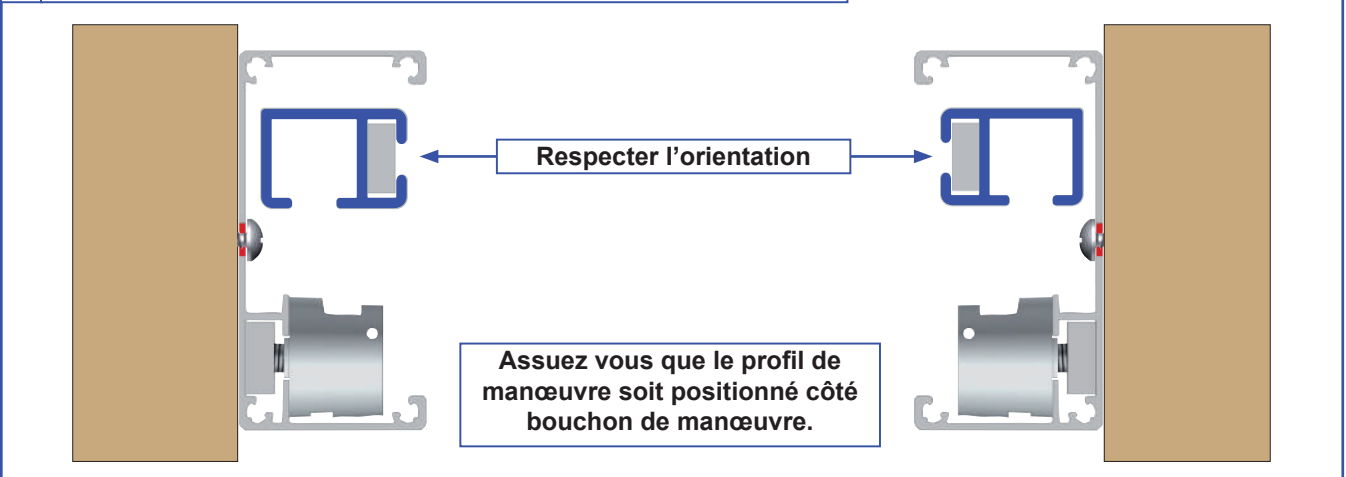 Respecter l’orientation
Assuez vous que le profil de
manœuvre soit positionné côté
bouchon de manœuvre.